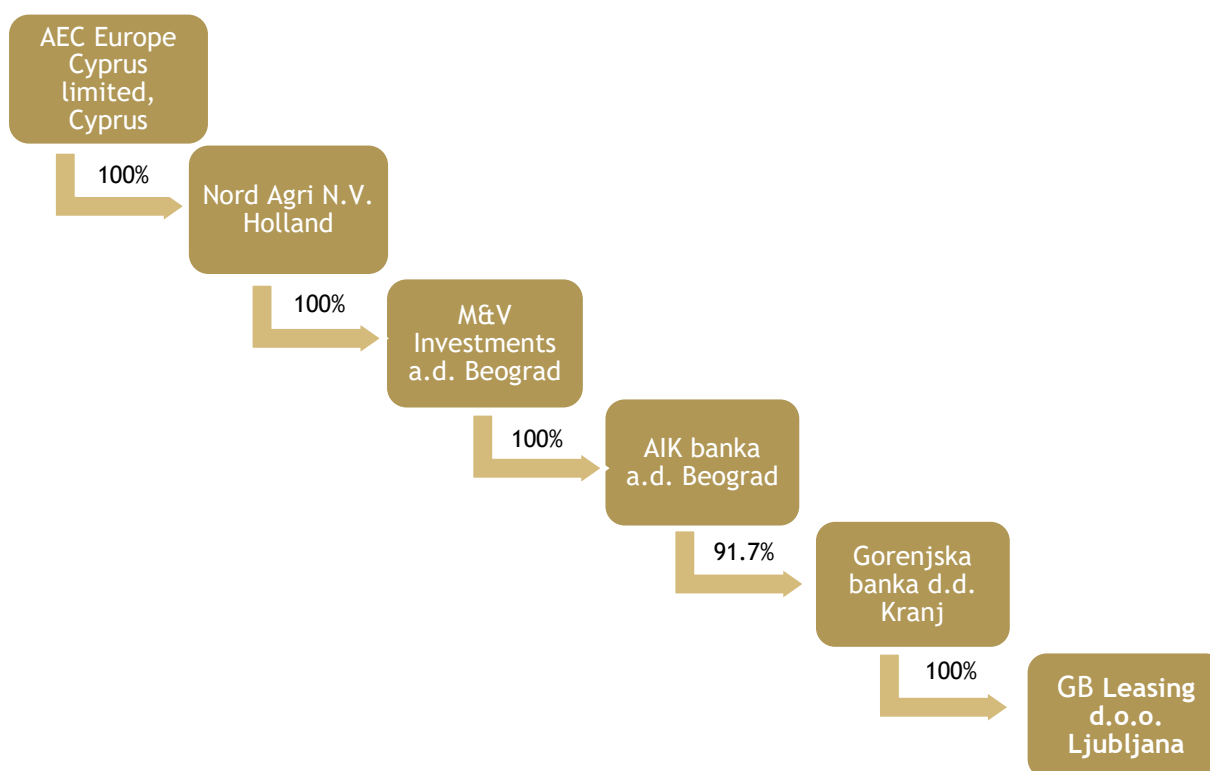 AEC Europe
Cyprus
limited,
Cyprus
100%
Nord Agri N.V.
Holland
100%
M&V
Investments
a.d. Beograd
100%
AIK banka
a.d. Beograd
91.7%
Gorenjska
banka d.d.
Kranj
100%
GB Leasing
d.o.o.
Ljubljana